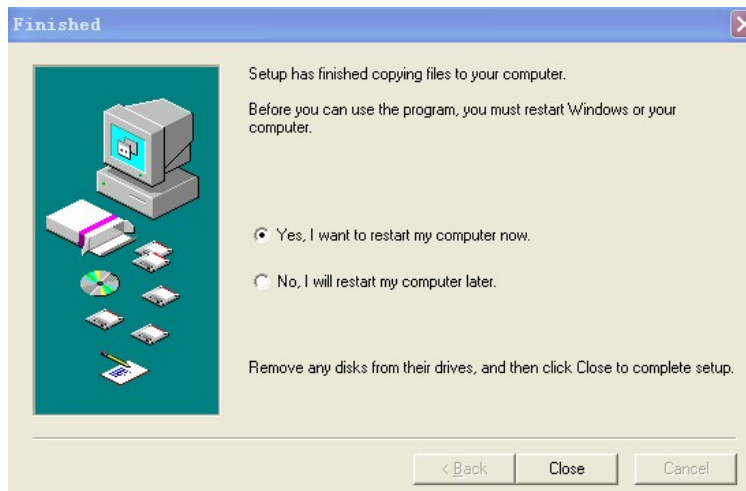 Finished
Setup has finished copying files to your computer.
Before you can use the program, you must restart Windows or your
computer.
Yes, I want to restart my computer now.
No, I will restart my computer later.
Remove any disks from their drives, and then click Close to complete setup.
< Back
Close
Cancel